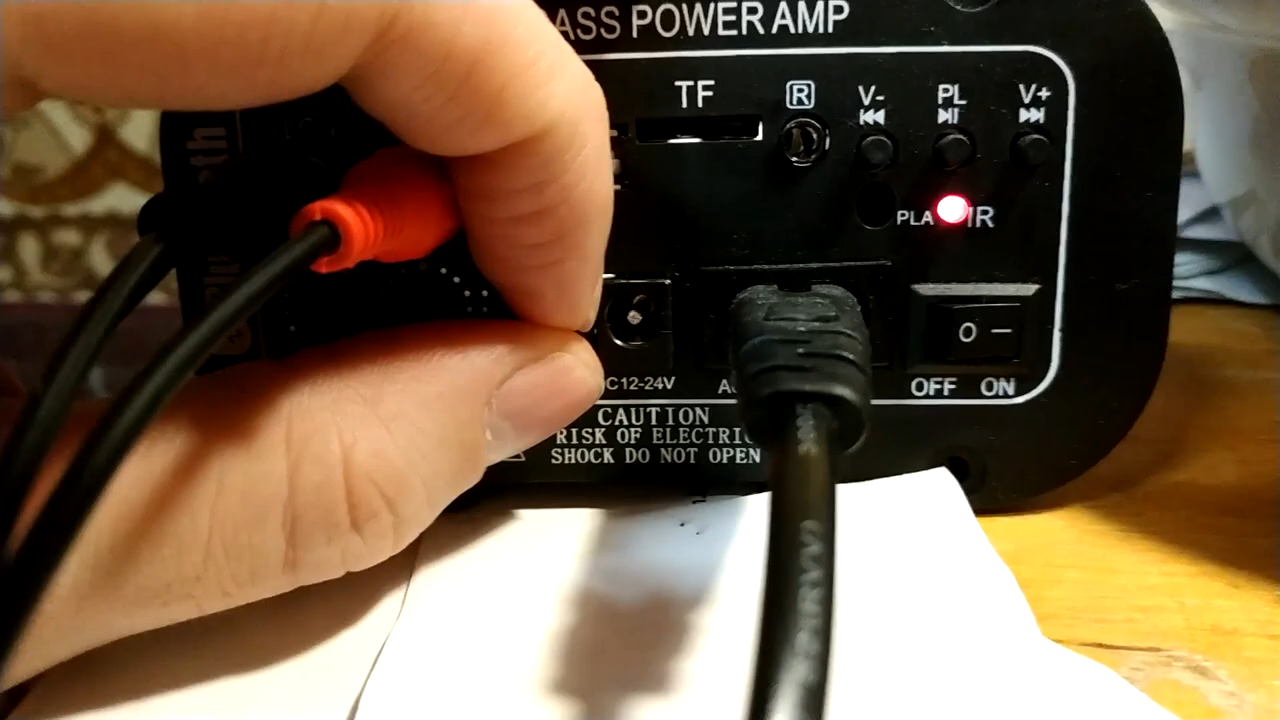 ASS POWER AMP
TF
R
V-
PL
V+
PLA
IR
O —
C12-24V
A
OFF ON
CAUTION
RISK OF ELECTRIC
SHOCK DO NOT OPEN